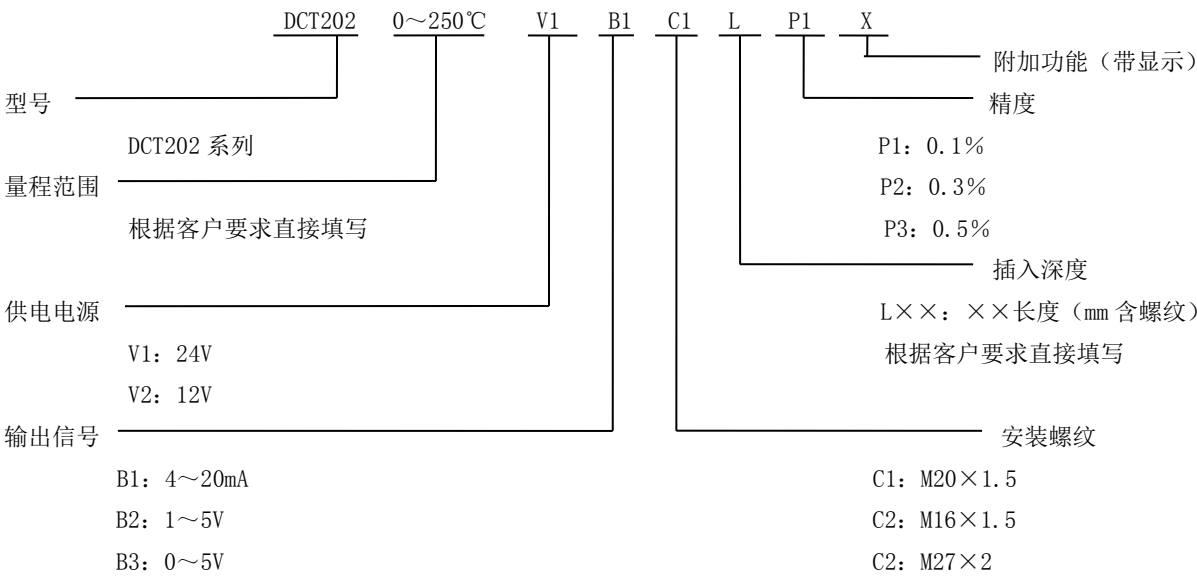 DCT202 0～250℃ V1 B1 C1 L P1 X
附加功能（带显示）
型号
精度
DCT202 系列
P1：0.1%
量程范围
P2：0.3%
根据客户要求直接填写
P3：0.5%
插入深度
供电电源
L××：××长度（mm 含螺纹）
V1：24V
根据客户要求直接填写
V2：12V
输出信号
安装螺纹
B1：4～20mA
C1：M20×1.5
B2：1～5V
C2：M16×1.5
B3：0～5V
C2：M27×2